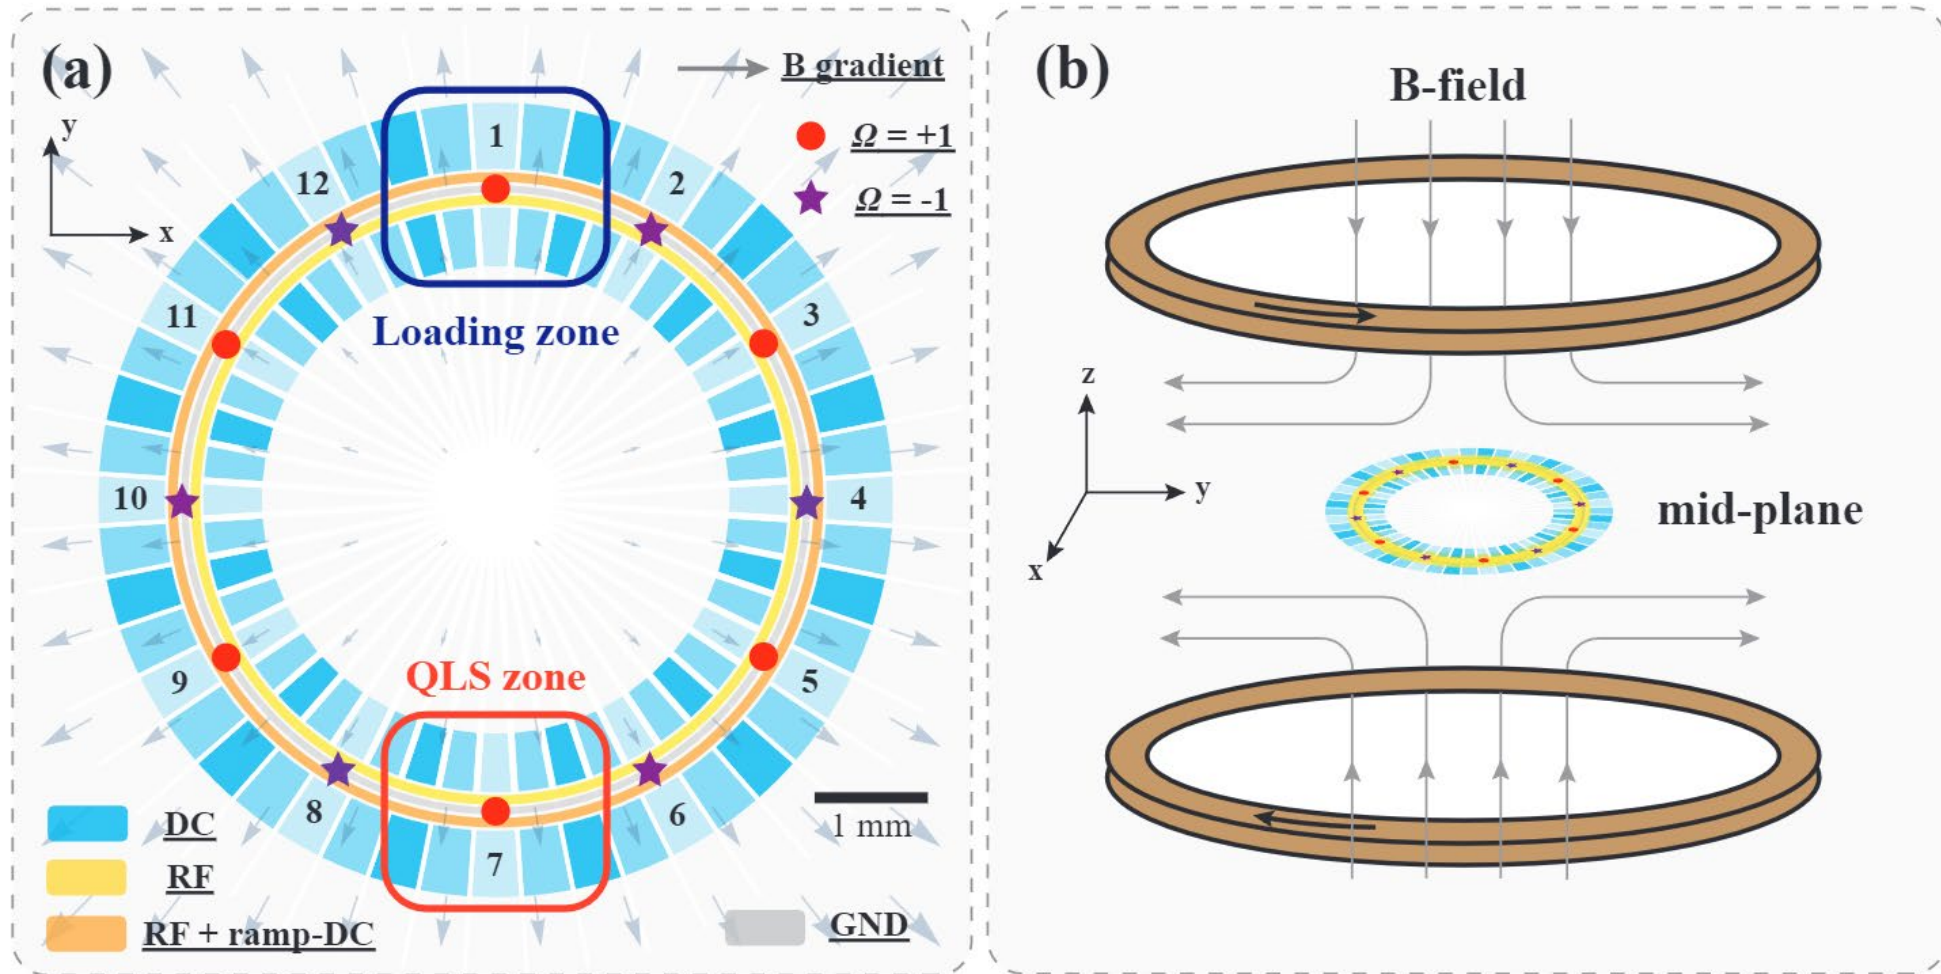 (a)
B gradient
Ω = +1
Ω = -1
y
x
1
2
3
4
5
6
7
8
9
10
11
12
Loading zone
QLS zone
DC
RF
RF + ramp-DC
1 mm
GND
(b)
B-field
z
y
x
mid-plane